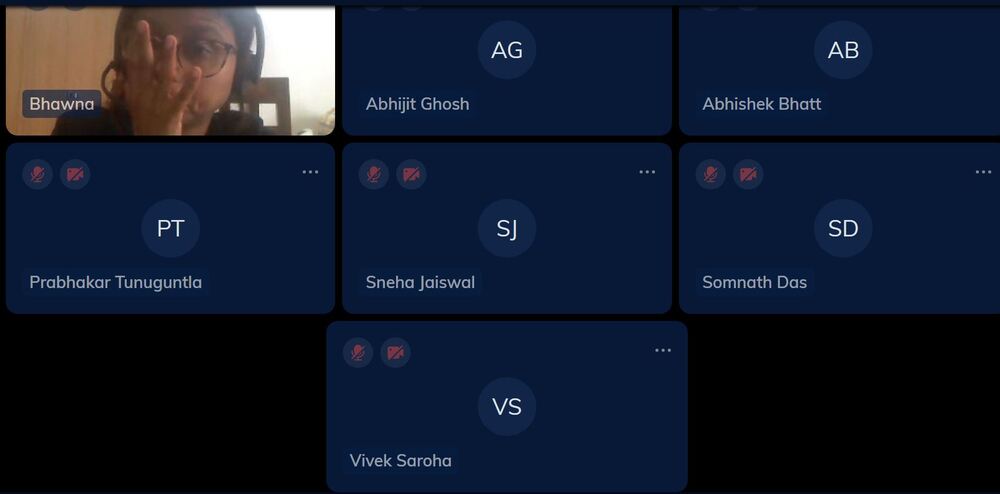 AG
AB
Bhawna
Abhijit Ghosh
Abhishek Bhatt
PT
SJ
SD
Prabhakar Tunuguntla
Sneha Jaiswal
Somnath Das
VS
Vivek Saroha